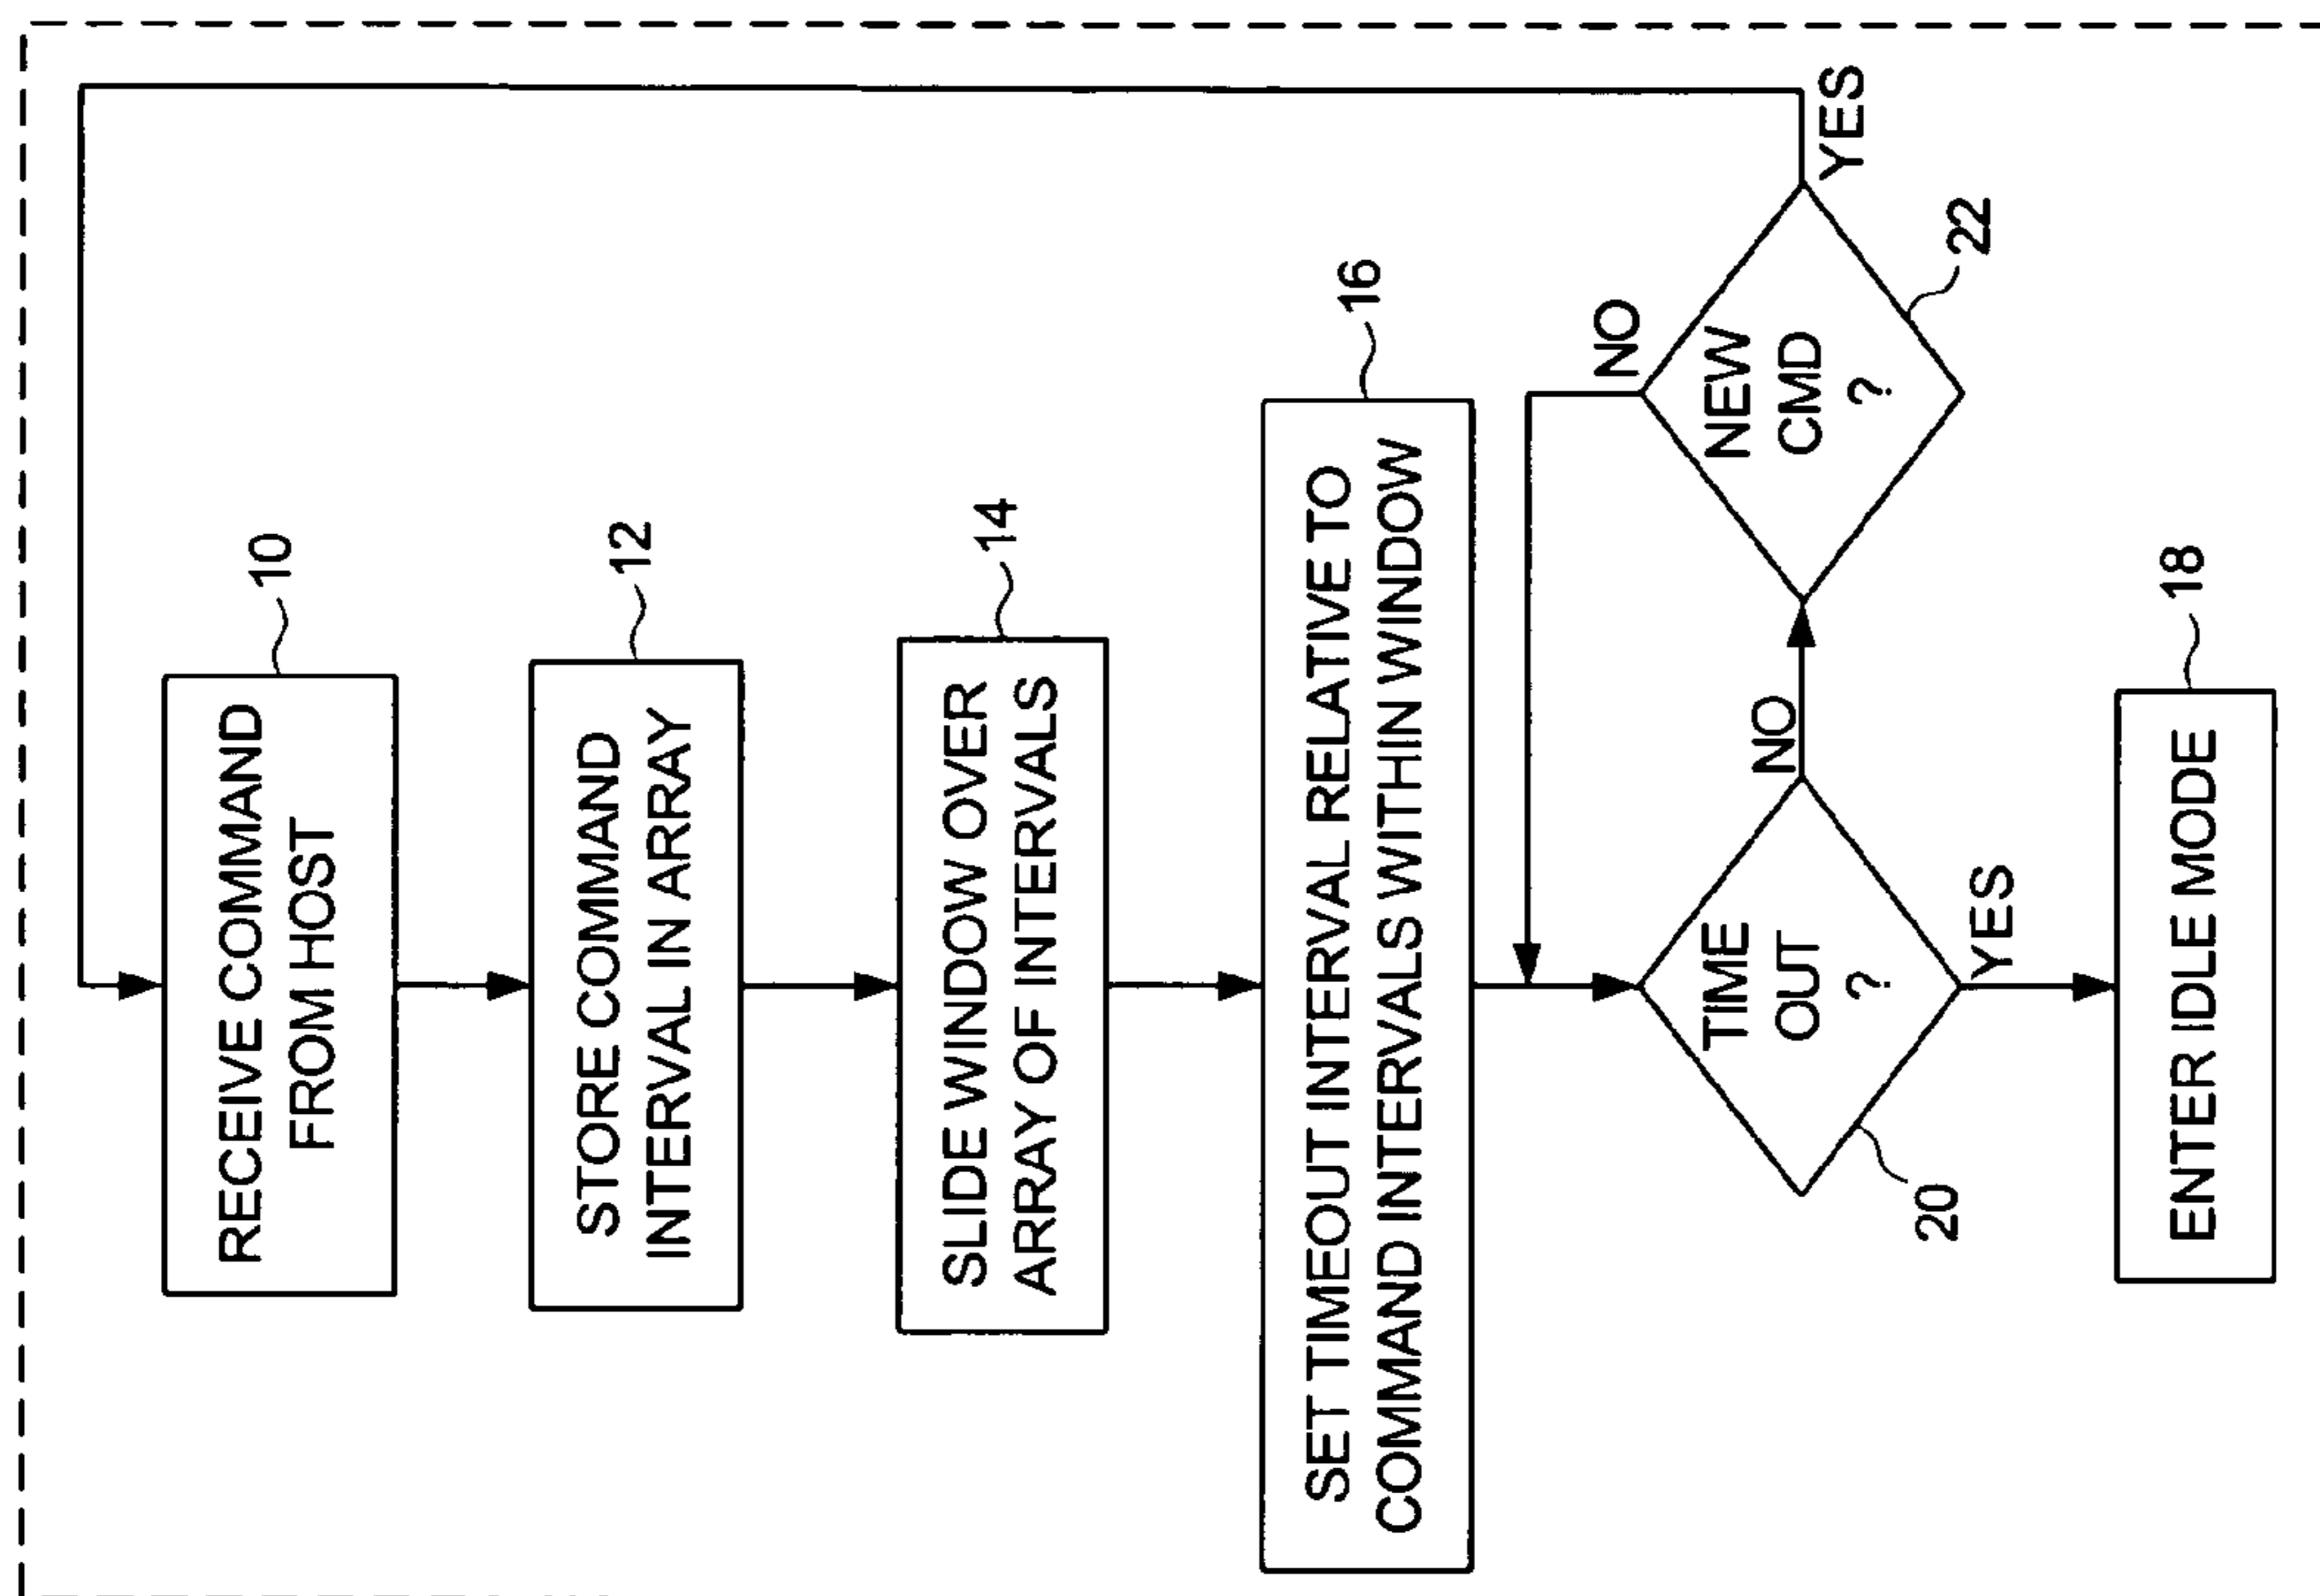 RECEIVE COMMAND
FROM HOST
10
STORE COMMAND
INTERVAL IN ARRAY
12
SLIDE WINDOW OVER
ARRAY OF INTERVALS
14
SET TIMEOUT INTERVAL RELATIVE TO
COMMAND INTERVALS WITHIN WINDOW
16
TIME
OUT
?
20
NO
YES
NEW
CMD
?
22
NO
YES
ENTER IDLE MODE
18